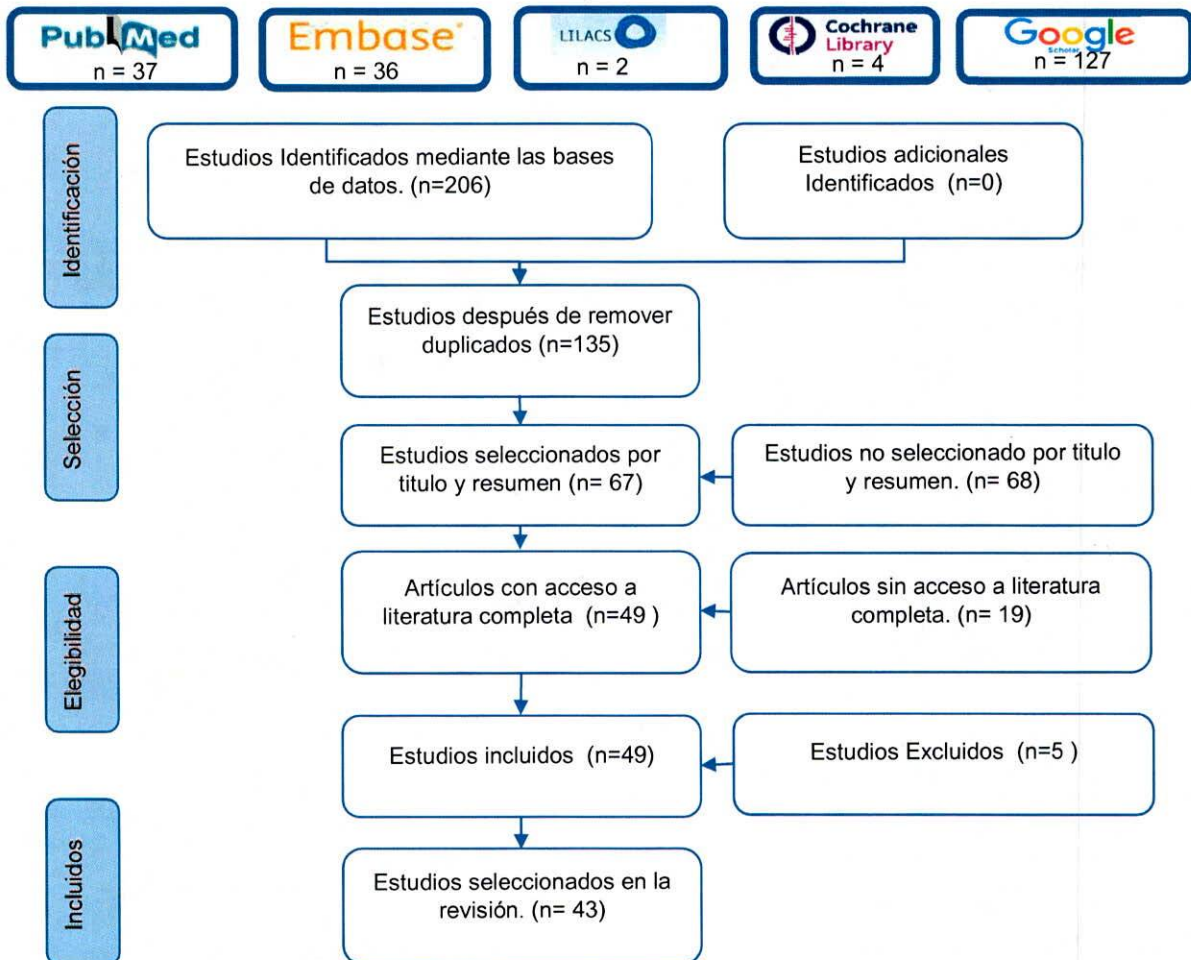 PubMed
n = 37
Embase
n = 36
LILACS
n = 2
Cochrane
Library
n = 4
Google
Scholar
n = 127
Identificación
Estudios Identificados mediante las bases
de datos. (n=206)
Estudios adicionales
Identificados (n=0)
Estudios después de remover
duplicados (n=135)
Selección
Estudios seleccionados por
titulo y resumen (n= 67)
Estudios no seleccionado por titulo
y resumen. (n= 68)
Elegibilidad
Artículos con acceso a
literatura completa (n=49 )
Artículos sin acceso a literatura
completa. (n= 19)
Estudios incluidos (n=49)
Estudios Excluidos (n=5 )
Incluidos
Estudios seleccionados en la
revisión. (n= 43)